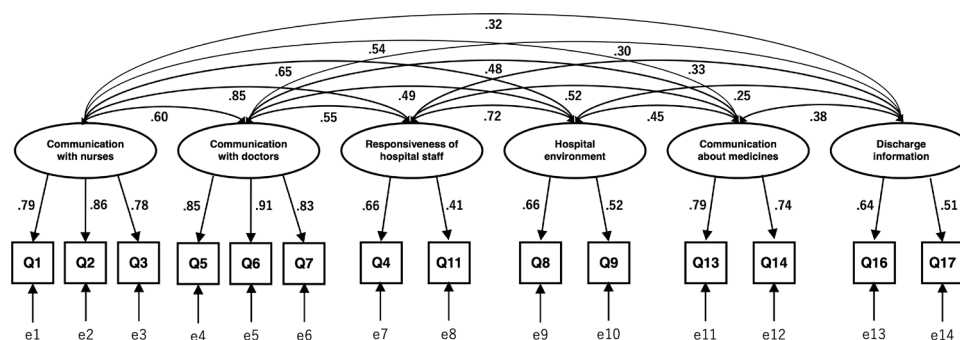 .32
.54
.30
.65
.48
.33
.85
.49
.52
.25
.60
.55
.72
.45
.38
Communication
with nurses
Communication
with doctors
Responsiveness of
hospital staff
Hospital
environment
Communication
about medicines
Discharge
information
.79 .86 .78 .85 .91 .83 .66 .41 .66 .52 .79 .74 .64 .51
Q1 Q2 Q3 Q5 Q6 Q7 Q4 Q11 Q8 Q9 Q13 Q14 Q16 Q17
e1 e2 e3 e4 e5 e6 e7 e8 e9 e10 e11 e12 e13 e14